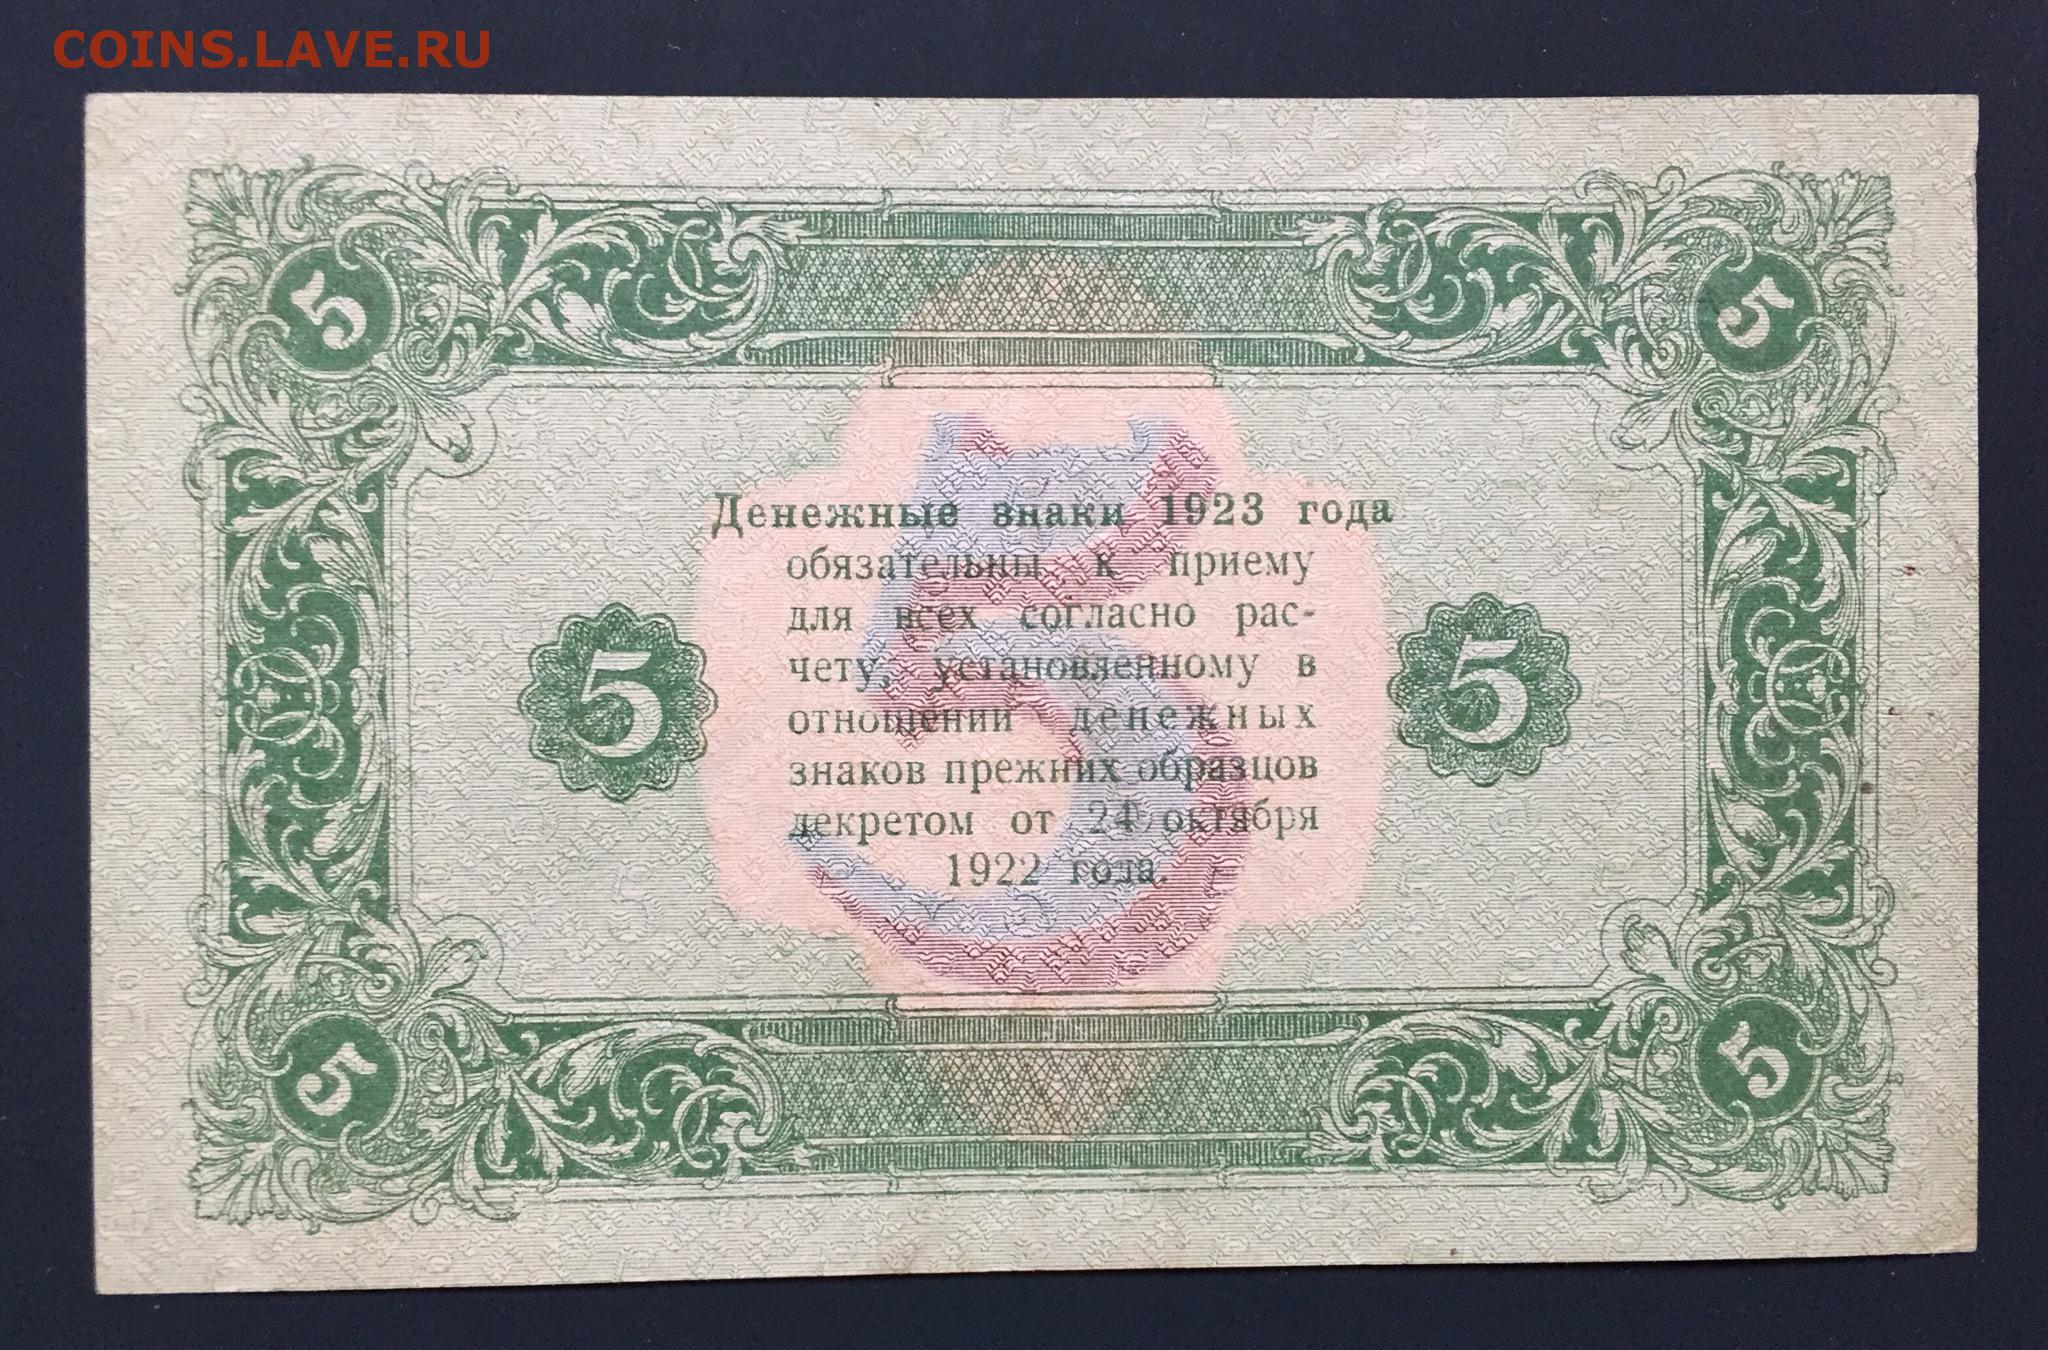 COINS.LAVE.RU
5 5
Денежные знаки 1923 года
обязательны к приему
для всех согласно рас-
чету, установленному в
отношении денежных
знаков прежних образцов
декретом от 24 октября
1922 года.
5 5 5
5 5